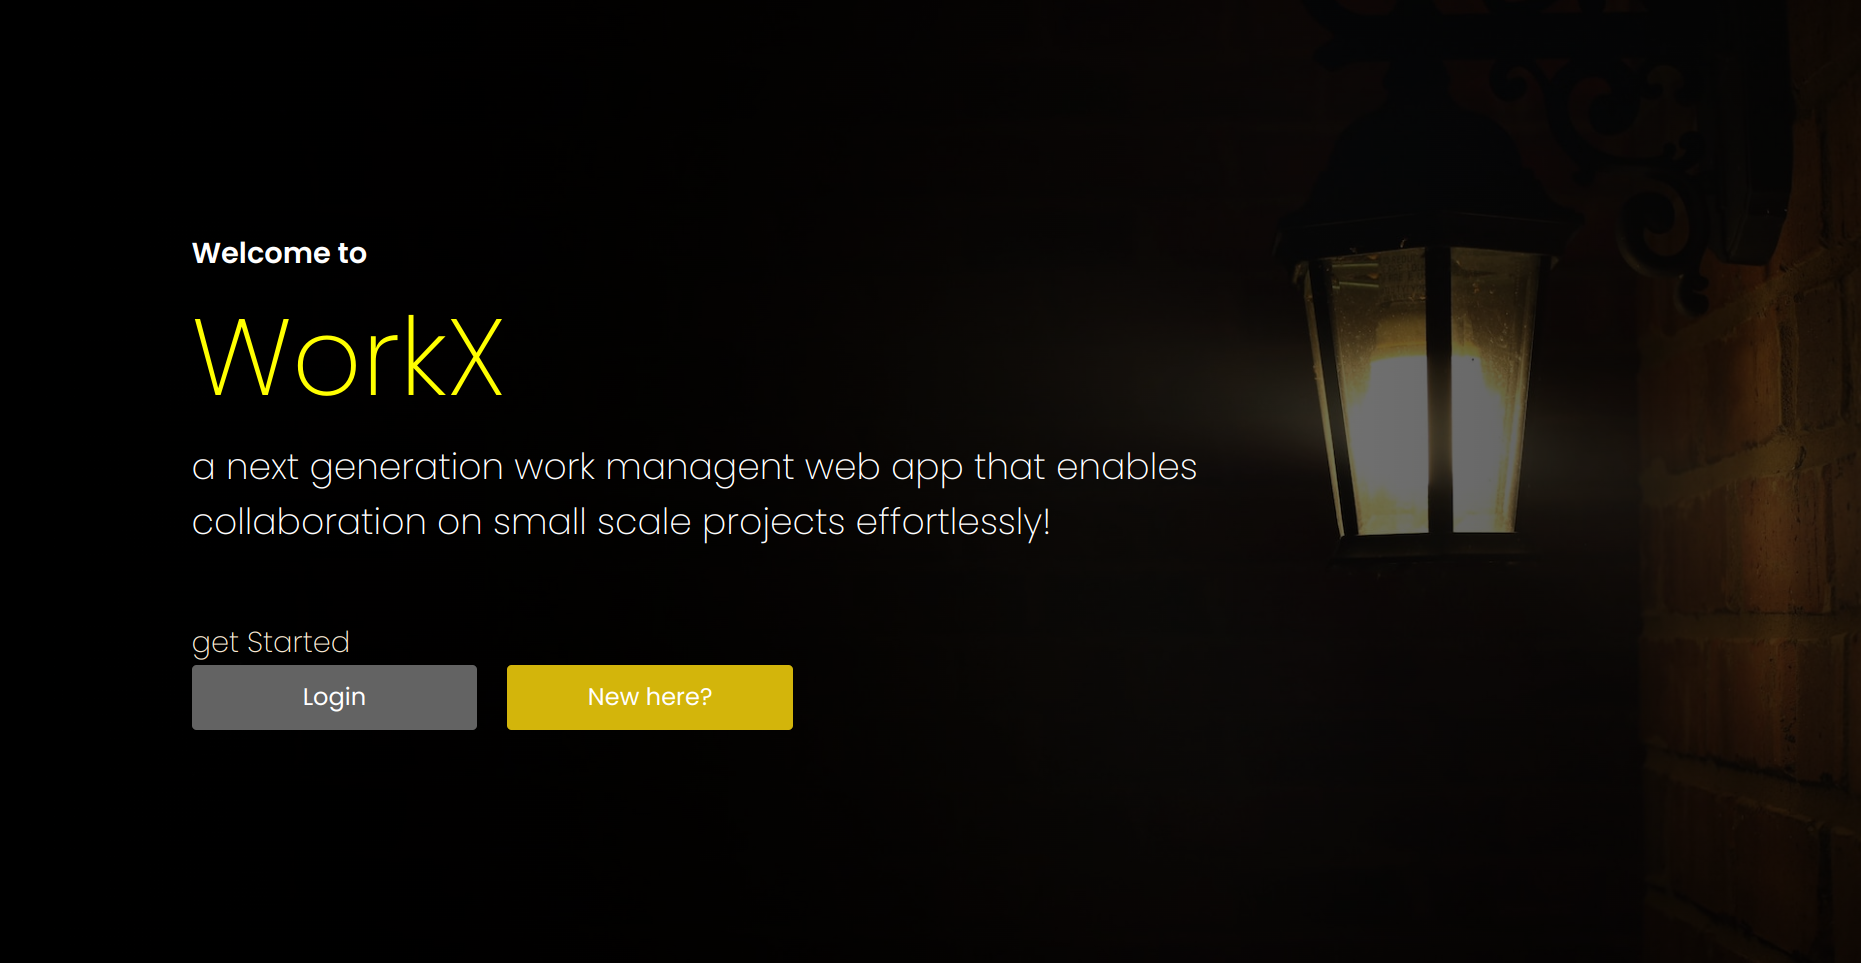 Welcome to
WorkX
a next generation work managent web app that enables
collaboration on small scale projects effortlessly!
get Started
Login
New here?